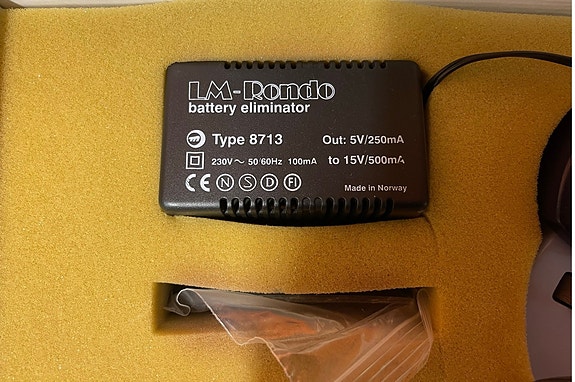 LM-Rondo
battery eliminator
Type 8713 Out: 5V/250mA
230V~ 50/60Hz 100mA to 15V/500mA
CE N S D FI
Made in Norway